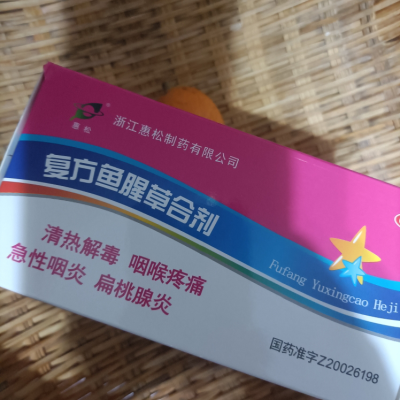 惠松
浙江惠松制药有限公司
复方鱼腥草合剂
Fufang Yuxingcao Heji
清热解毒 咽喉疼痛
急性咽炎 扁桃腺炎
国药准字Z20026198